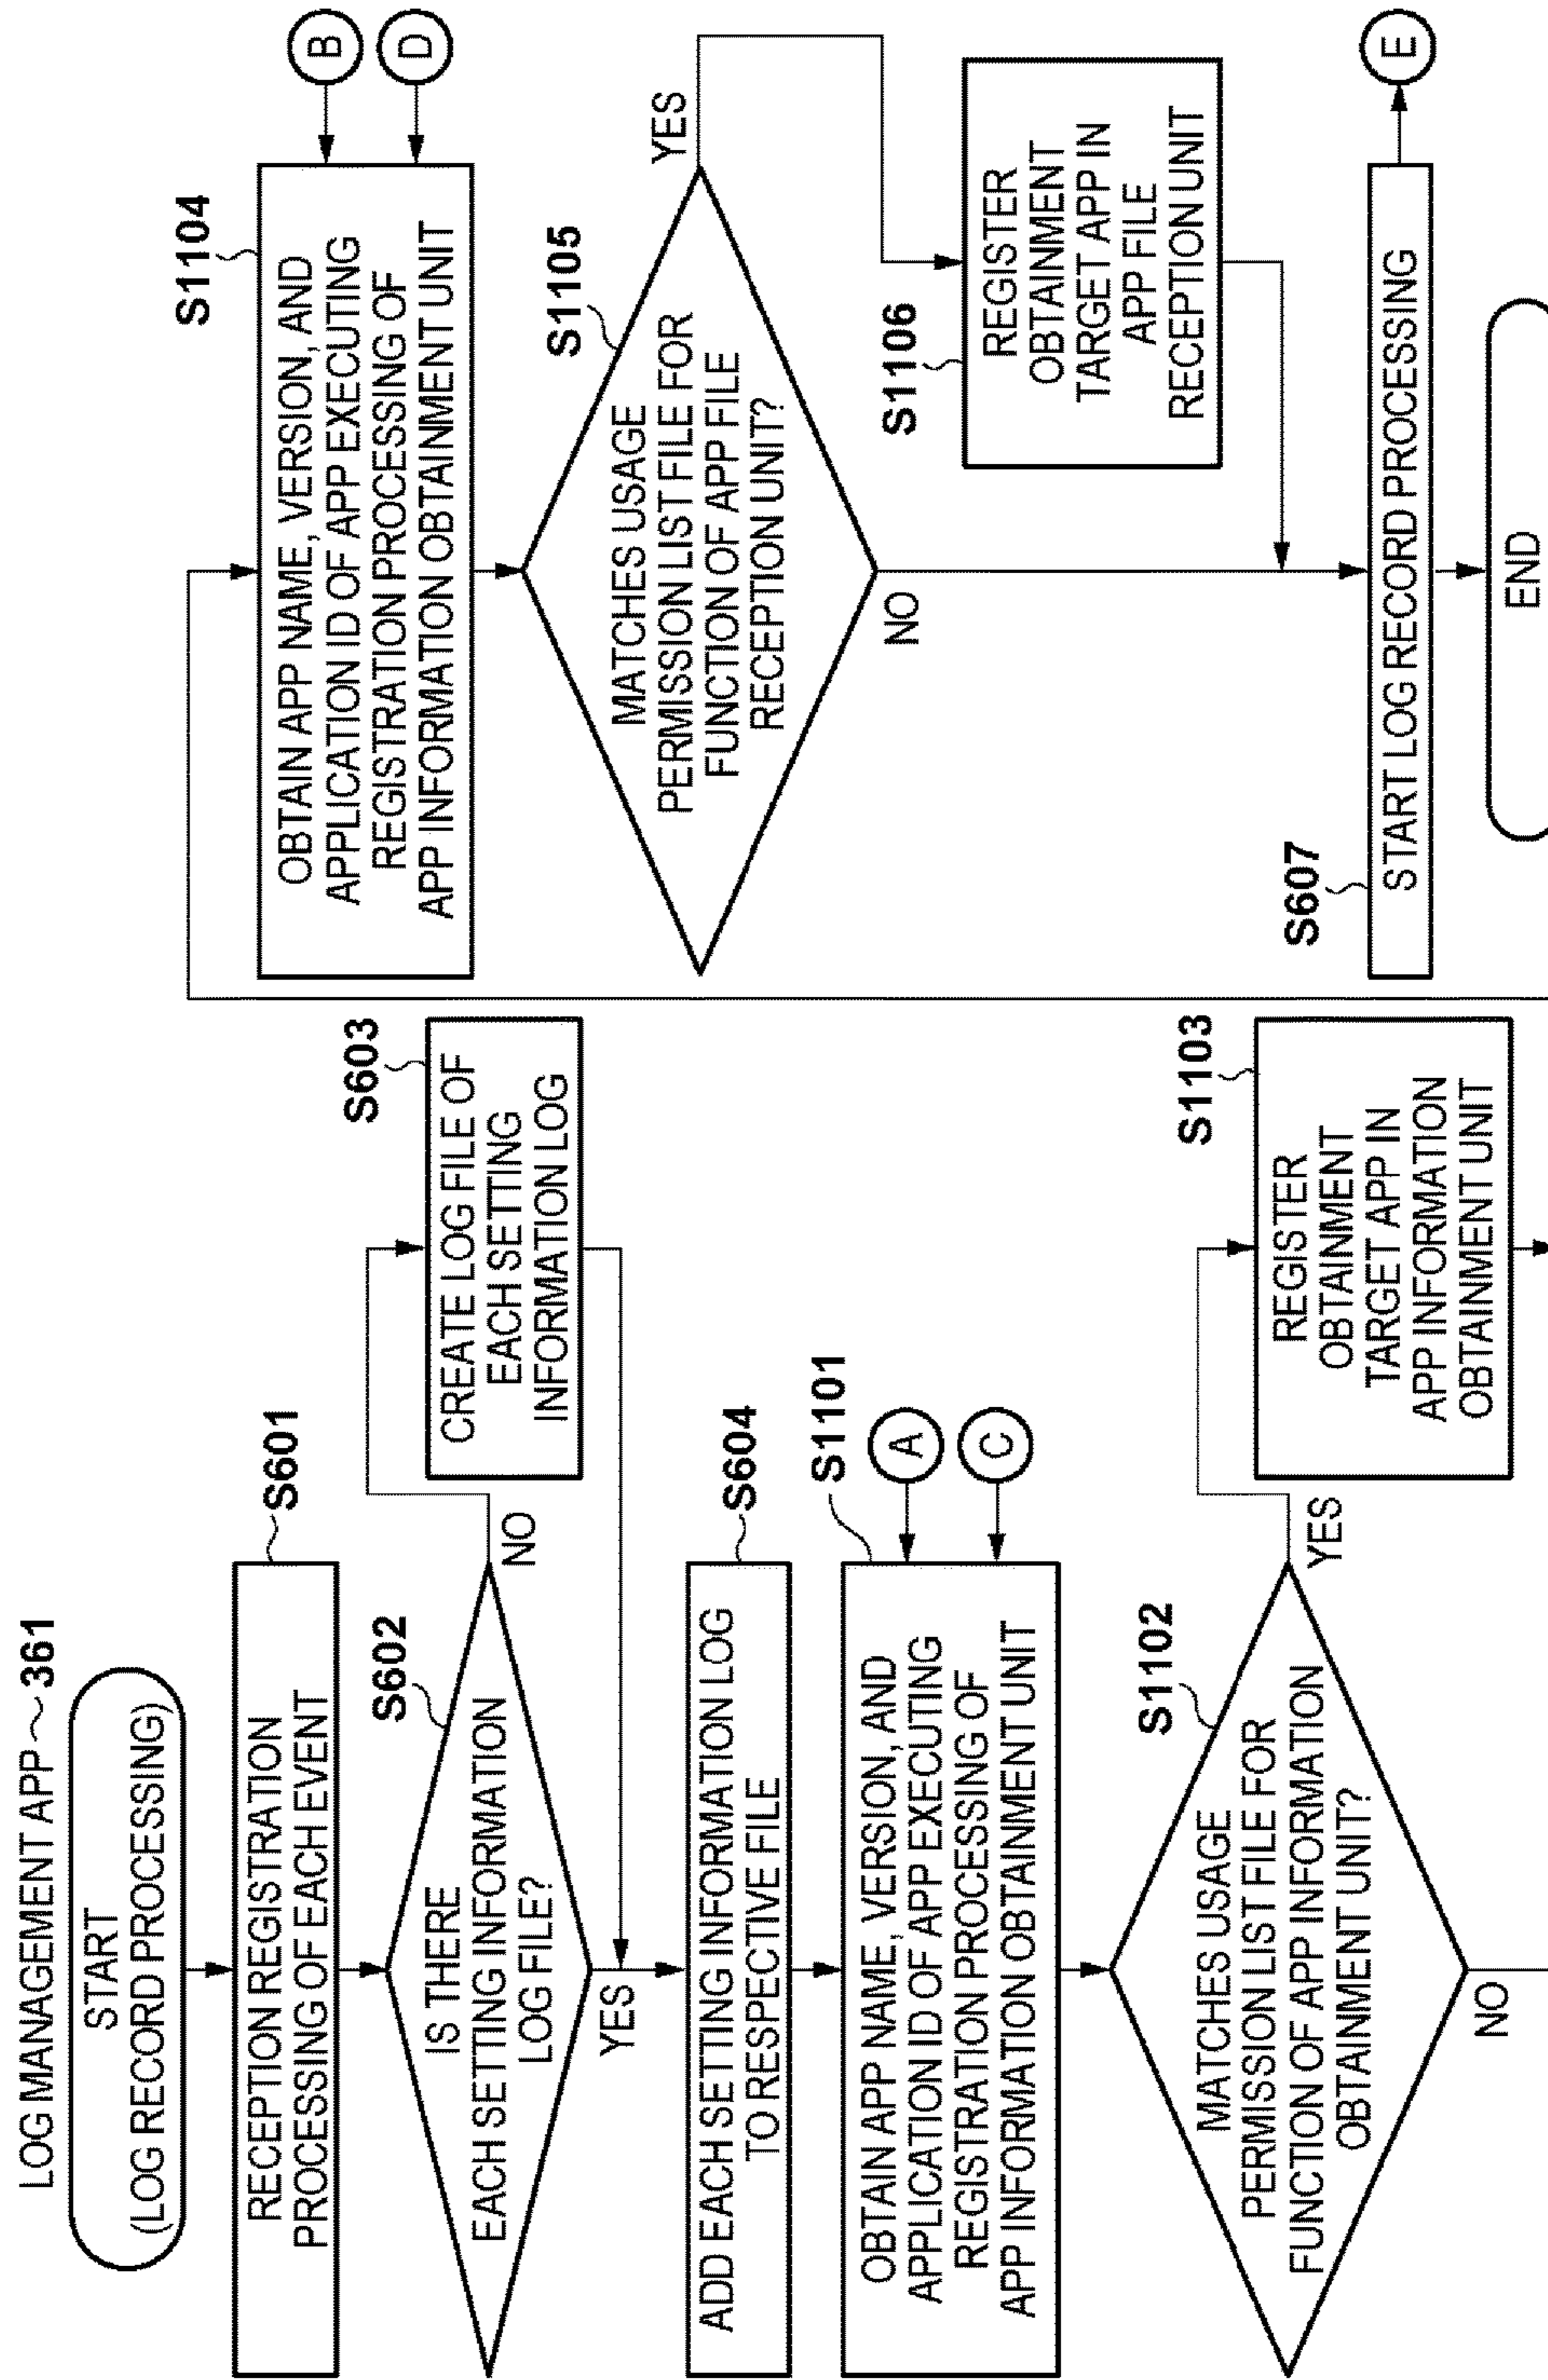 LOG MANAGEMENT APP ~ 361
START
(LOG RECORD PROCESSING)
S601
RECEPTION REGISTRATION
PROCESSING OF EACH EVENT
S602
IS THERE
EACH SETTING INFORMATION
LOG FILE?
NO
YES
S603
CREATE LOG FILE OF
EACH SETTING
INFORMATION LOG
S604
ADD EACH SETTING INFORMATION LOG
TO RESPECTIVE FILE
S1101
A
C
OBTAIN APP NAME, VERSION, AND
APPLICATION ID OF APP EXECUTING
REGISTRATION PROCESSING OF
APP INFORMATION OBTAINMENT UNIT
S1102
MATCHES USAGE
PERMISSION LIST FILE FOR
FUNCTION OF APP INFORMATION
OBTAINMENT UNIT?
YES
NO
S1103
REGISTER
OBTAINMENT
TARGET APP IN
APP INFORMATION
OBTAINMENT UNIT
S1104
B
D
OBTAIN APP NAME, VERSION, AND
APPLICATION ID OF APP EXECUTING
REGISTRATION PROCESSING OF
APP INFORMATION OBTAINMENT UNIT
S1105
MATCHES USAGE
PERMISSION LIST FILE FOR
FUNCTION OF APP FILE
RECEPTION UNIT?
YES
NO
S1106
REGISTER
OBTAINMENT
TARGET APP IN
APP FILE
RECEPTION UNIT
S607
START LOG RECORD PROCESSING
E
END